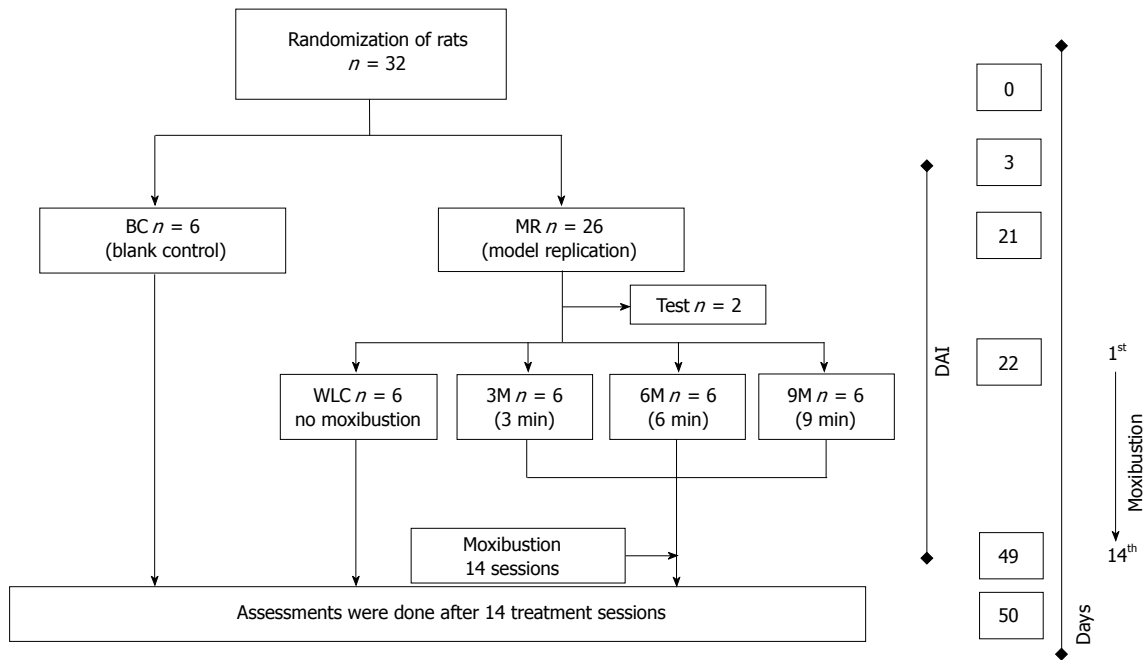 Randomization of rats
n = 32
BC n = 6
(blank control)
MR n = 26
(model replication)
Test n = 2
WLC n = 6
no moxibustion
3M n = 6
(3 min)
6M n = 6
(6 min)
9M n = 6
(9 min)
Moxibustion
14 sessions
Assessments were done after 14 treatment sessions
DAI
0
3
21
22
49
50
Days
1st
Moxibustion
14th